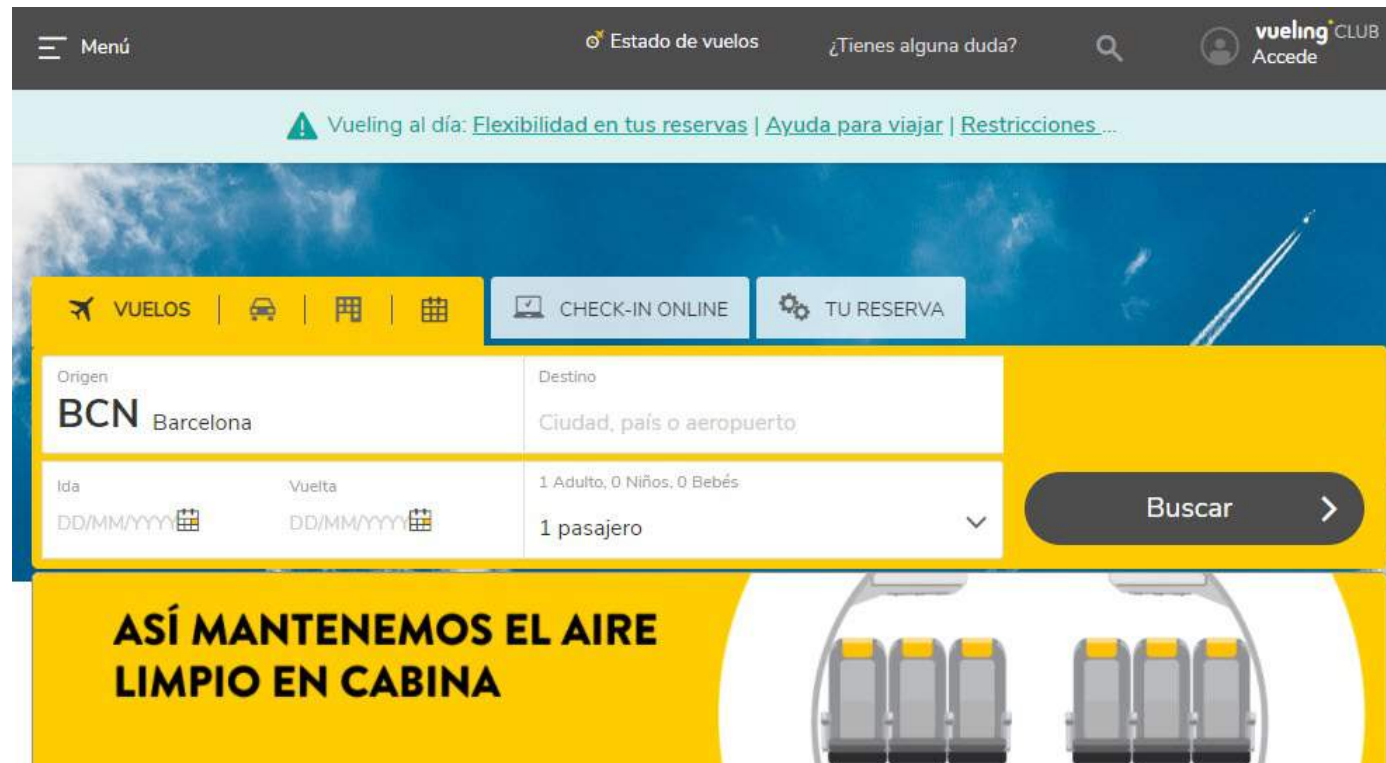 Menú
Estado de vuelos
¿Tienes alguna duda?
vueling CLUB
Accede
Vueling al día: Flexibilidad en tus reservas | Ayuda para viajar | Restricciones ...
VUELOS
CHECK-IN ONLINE
TU RESERVA
Origen
BCN Barcelona
Destino
Ciudad, país o aeropuerto
Ida
DD/MM/YYYY
Vuelta
DD/MM/YYYY
1 Adulto, 0 Niños, 0 Bebés
1 pasajero
Buscar
ASÍ MANTENEMOS EL AIRE
LIMPIO EN CABINA